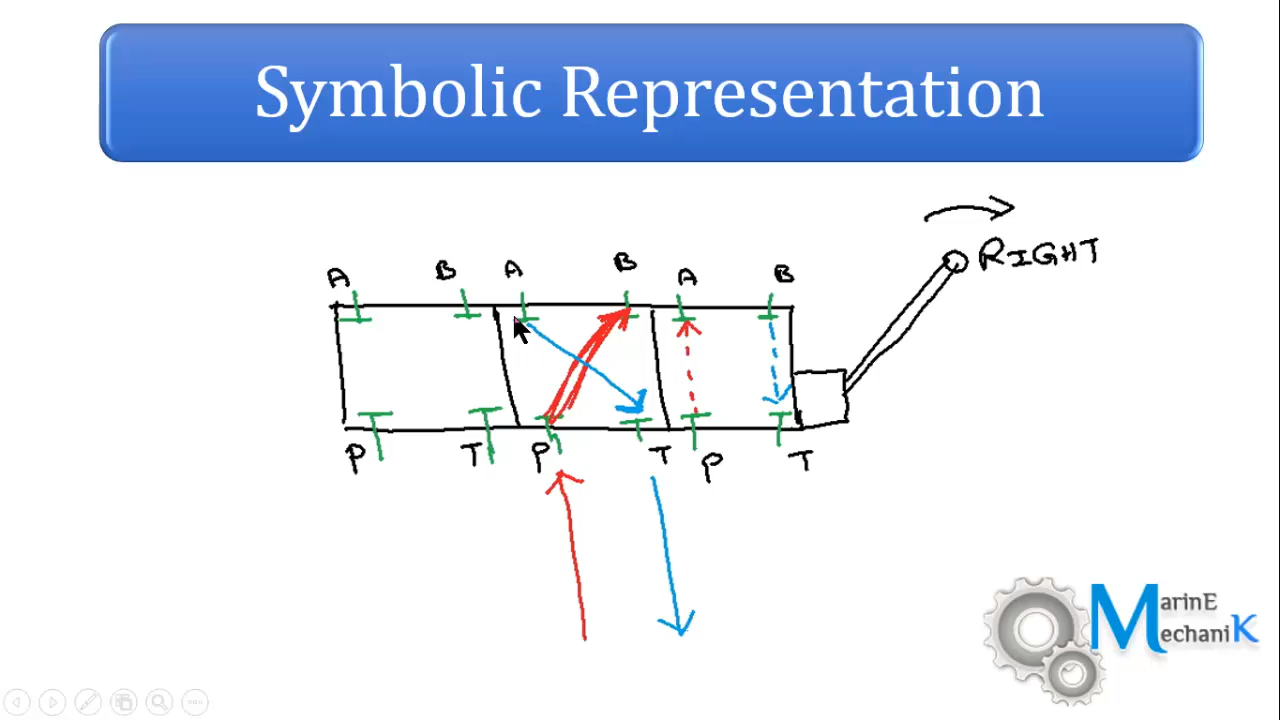 Symbolic Representation
RIGHT
A B A B A B
P T P T P T
MarinE
MechaniK